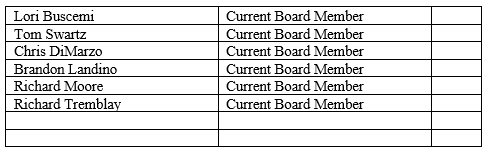 Lori Buscemi Current Board Member
Tom Swartz Current Board Member
Chris DiMarzo Current Board Member
Brandon Landino Current Board Member
Richard Moore Current Board Member
Richard Tremblay Current Board Member